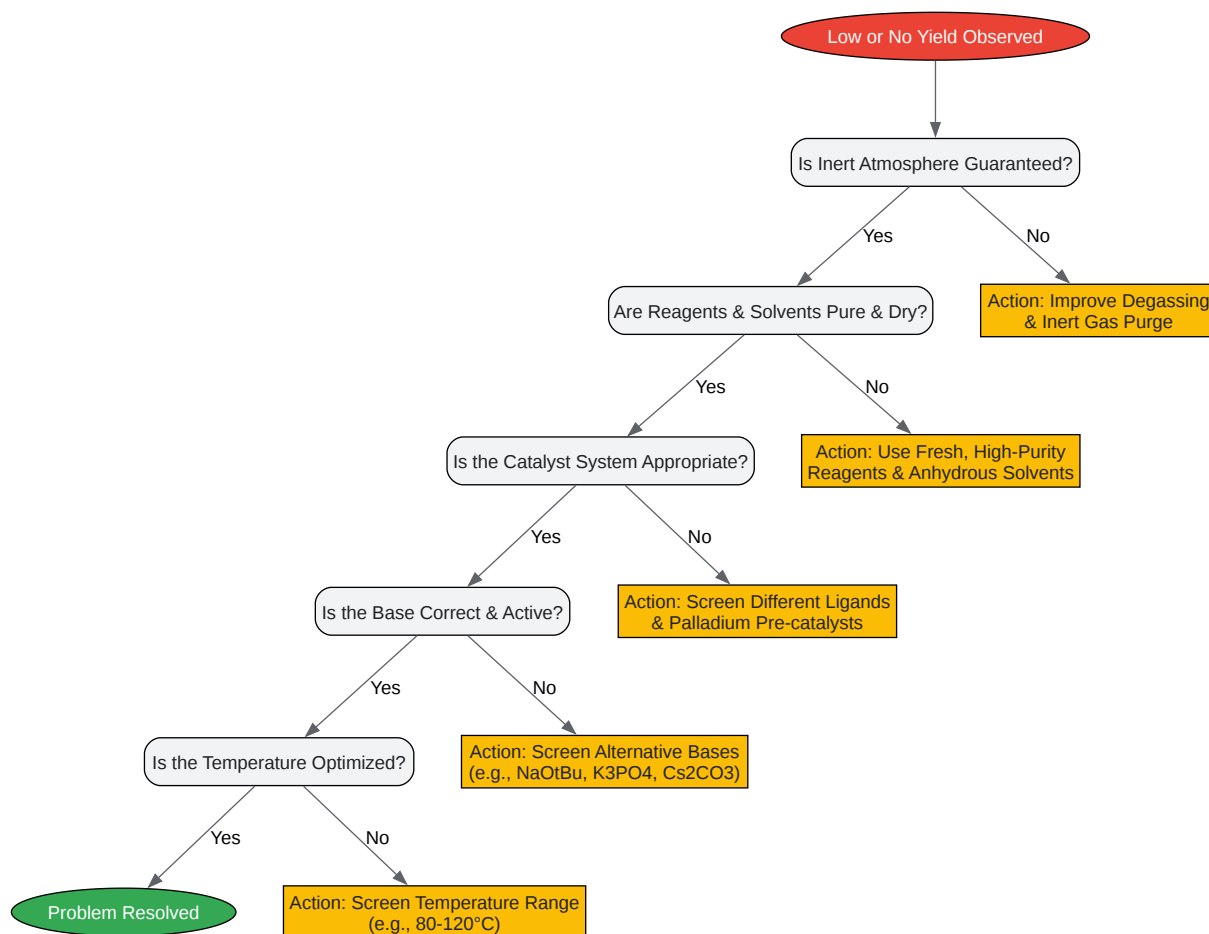 Low or No Yield Observed
Is Inert Atmosphere Guaranteed?
Yes
No
Are Reagents & Solvents Pure & Dry?
Action: Improve Degassing
& Inert Gas Purge
Yes
No
Is the Catalyst System Appropriate?
Action: Use Fresh, High-Purity
Reagents & Anhydrous Solvents
Yes
No
Is the Base Correct & Active?
Action: Screen Different Ligands
& Palladium Pre-catalysts
Yes
No
Is the Temperature Optimized?
Action: Screen Alternative Bases
(e.g., NaOtBu, K3PO4, Cs2CO3)
Yes
No
Problem Resolved
Action: Screen Temperature Range
(e.g., 80-120°C)